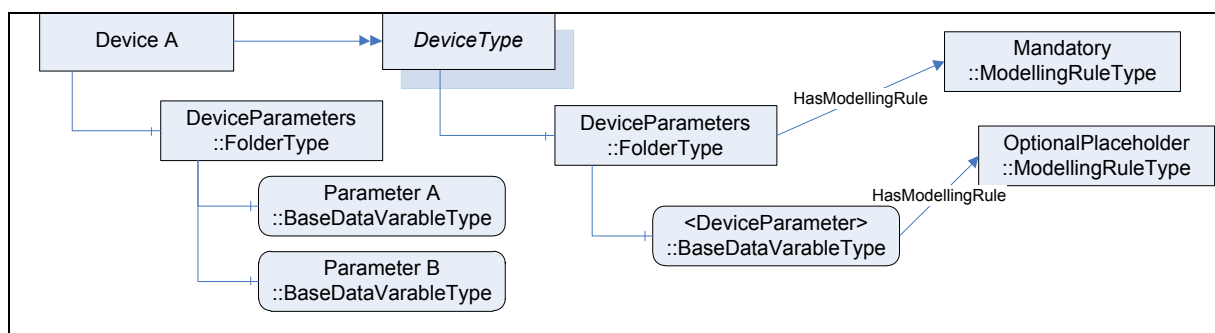 Device A
DeviceType
Mandatory
::ModellingRuleType
HasModellingRule
DeviceParameters
::FolderType
DeviceParameters
::FolderType
OptionalPlaceholder
::ModellingRuleType
HasModellingRule
Parameter A
::BaseDataVarableType
<DeviceParameter>
::BaseDataVarableType
Parameter B
::BaseDataVarableType